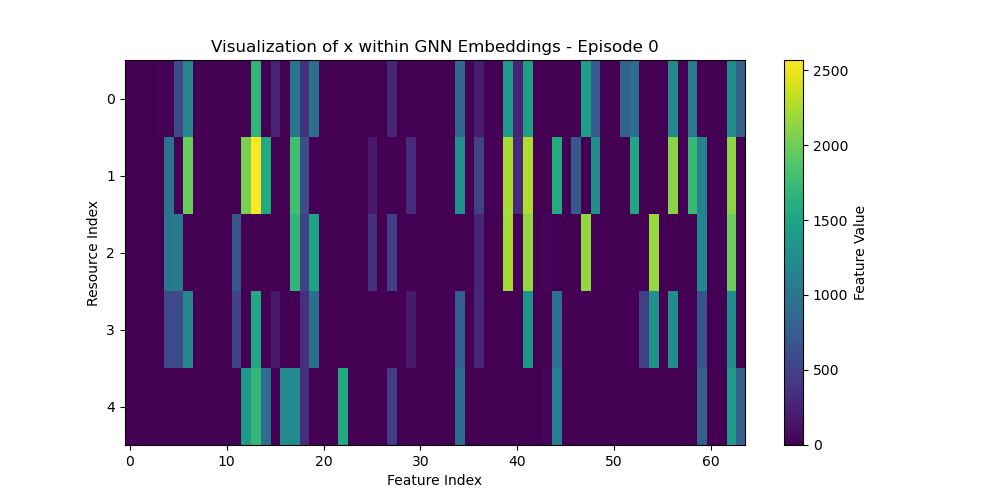 Visualization of x within GNN Embeddings - Episode 0
Resource Index
0
1
2
3
4
0 10 20 30 40 50 60
Feature Index
2500
2000
1500
1000
500
0
Feature Value